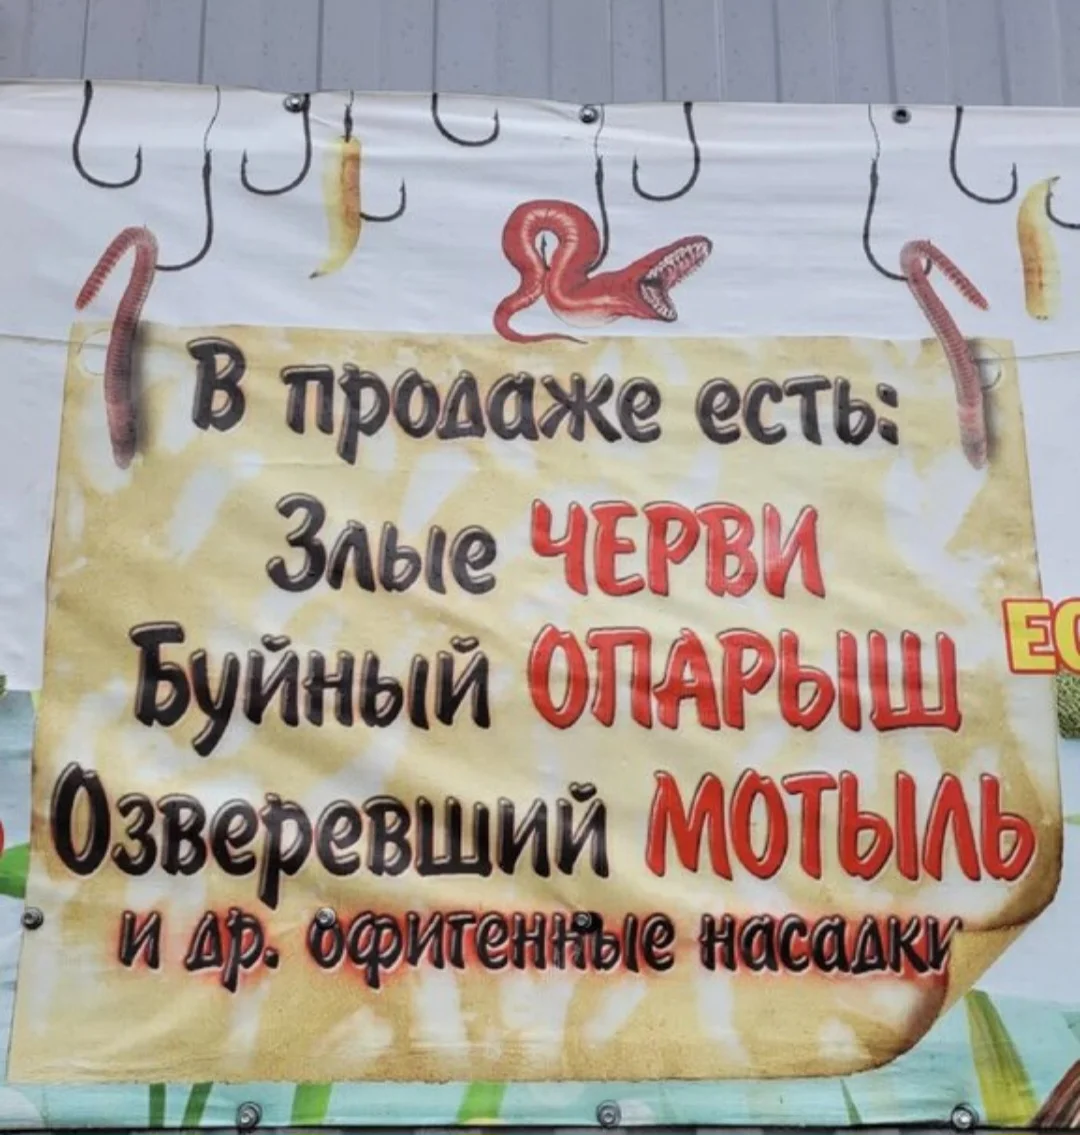 В продаже есть:
Злые ЧЕРВИ
Буйный ОПАРЫШ
Озверевший МОТЫЛЬ
и др. офигенные насадки